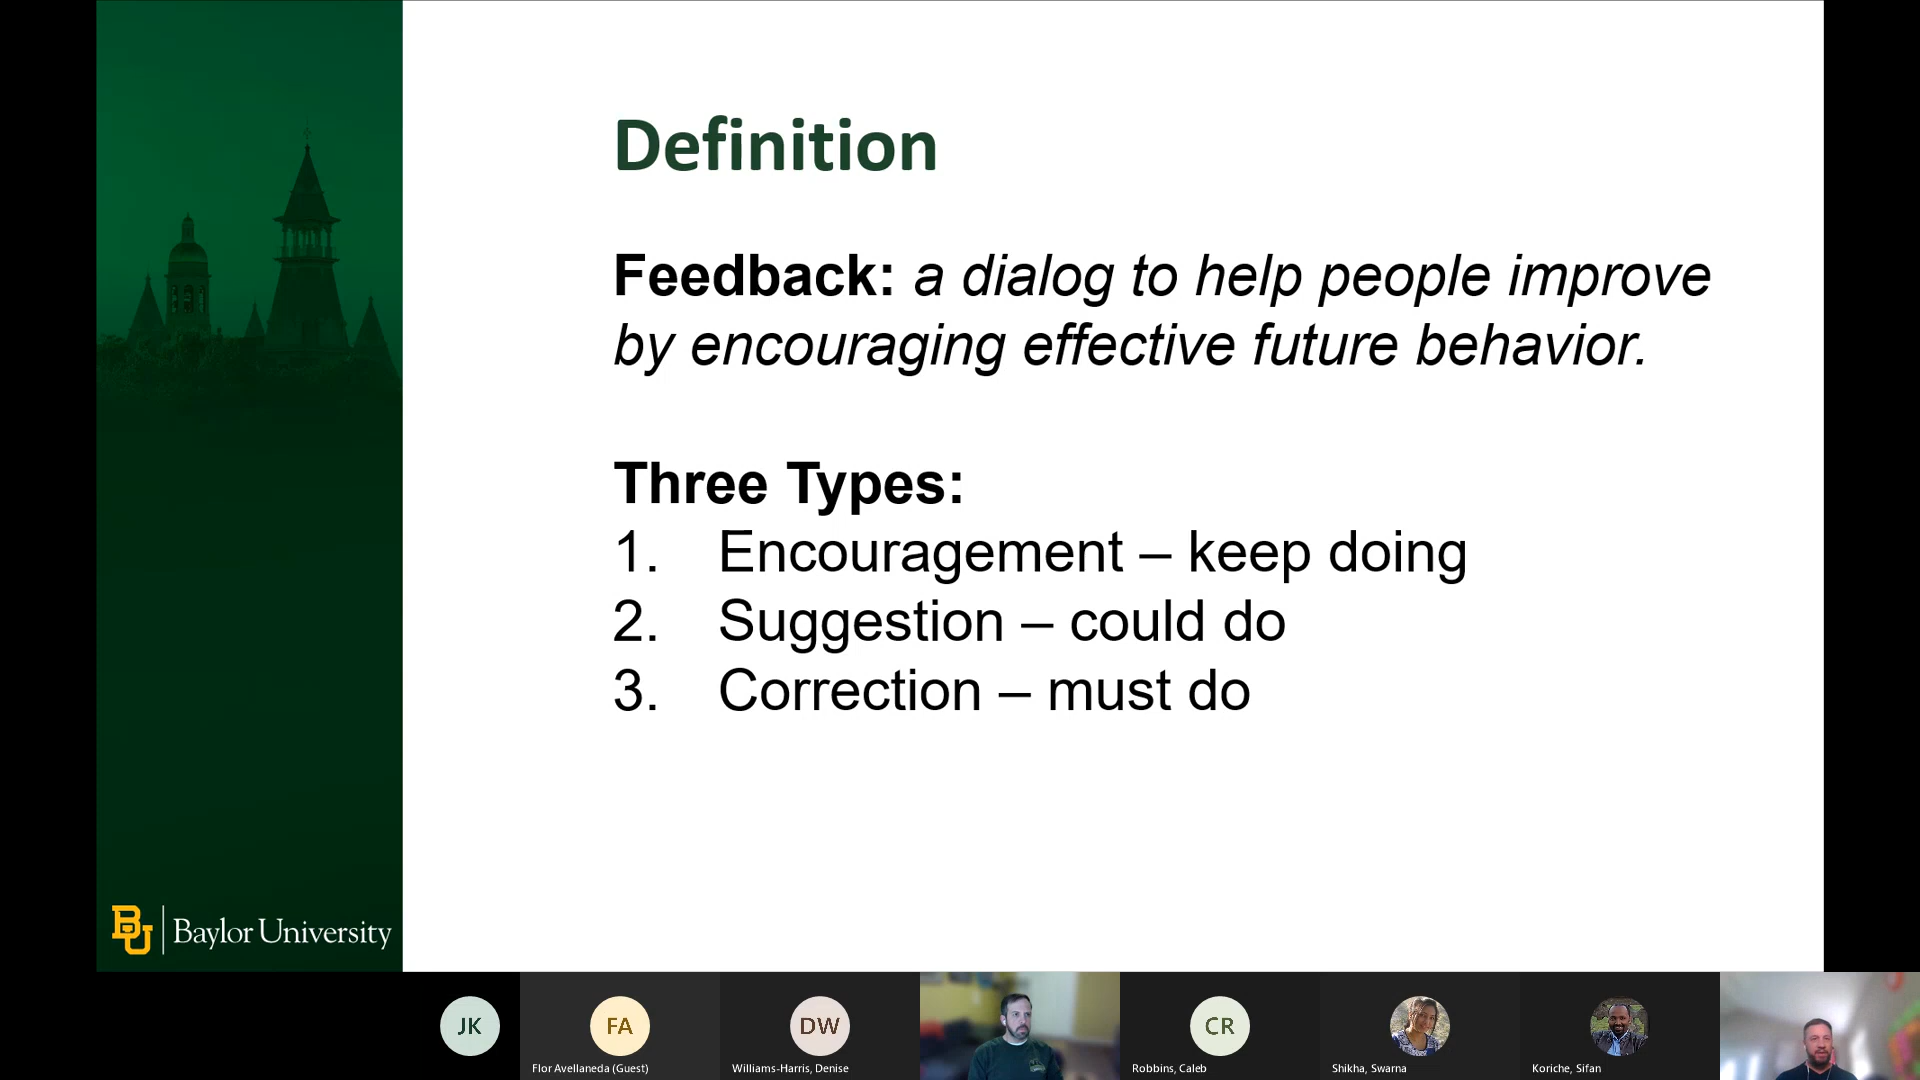 Definition
Feedback: a dialog to help people improve
by encouraging effective future behavior.
Three Types:
1. Encouragement – keep doing
2. Suggestion – could do
3. Correction – must do
BU
Baylor University
JK
FA
Flor Avellaneda (Guest)
DW
Williams-Harris, Denise
CR
Robbins, Caleb
Shikha, Swarna
Koriche, Sifan